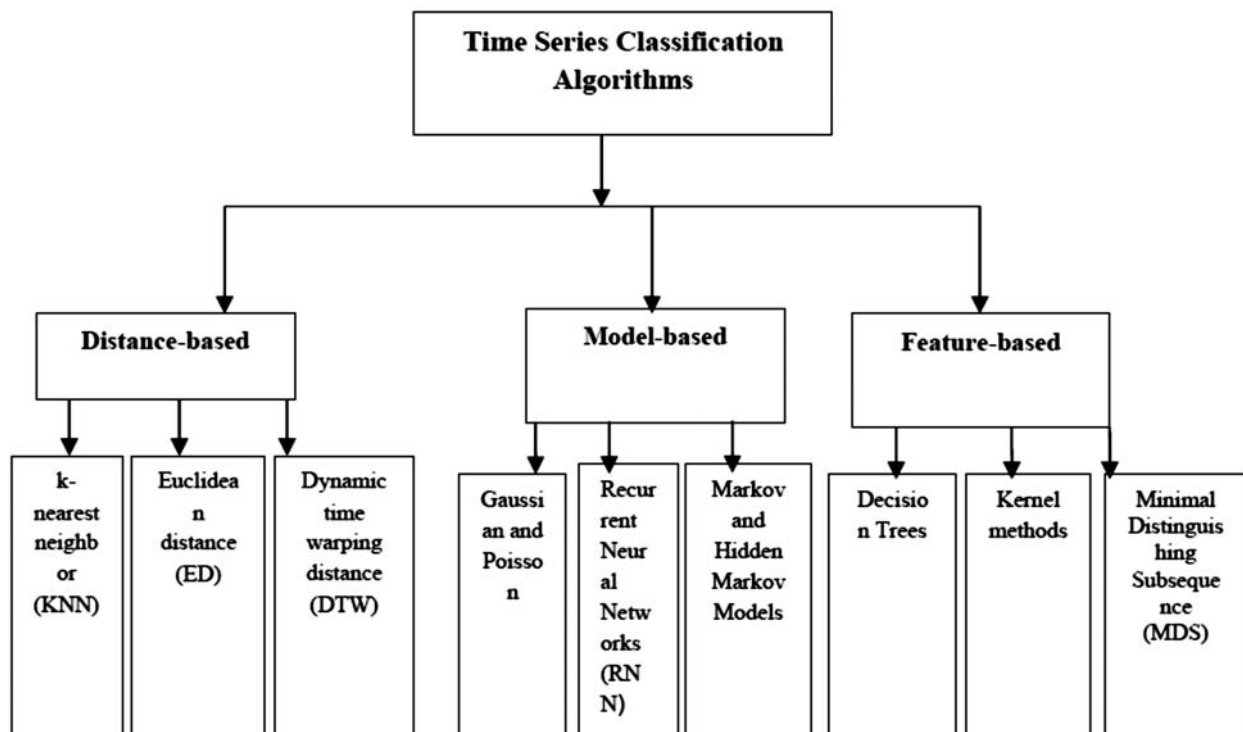 Time Series Classification
Algorithms
Distance-based
Model-based
Feature-based
k-
nearest
neighb
or
(KNN)
Euclidea
n
distance
(ED)
Dynamic
time
warping
distance
(DTW)
Gaussi
an and
Poisso
n
Recur
rent
Neur
al
Netw
orks
(RN
N)
Markov
and
Hidden
Markov
Models
Decisio
n Trees
Kernel
methods
Minimal
Distinguis
hing
Subseque
nce
(MDS)